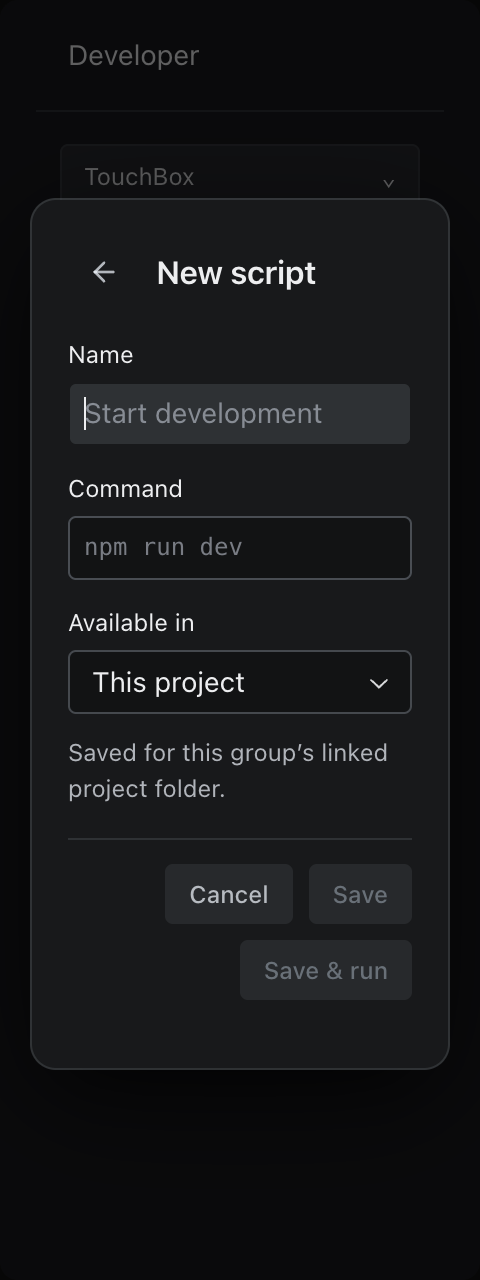 Developer
TouchBox
New script
Name
Start development
Command
npm run dev
Available in
This project
Saved for this group’s linked
project folder.
Cancel
Save
Save & run